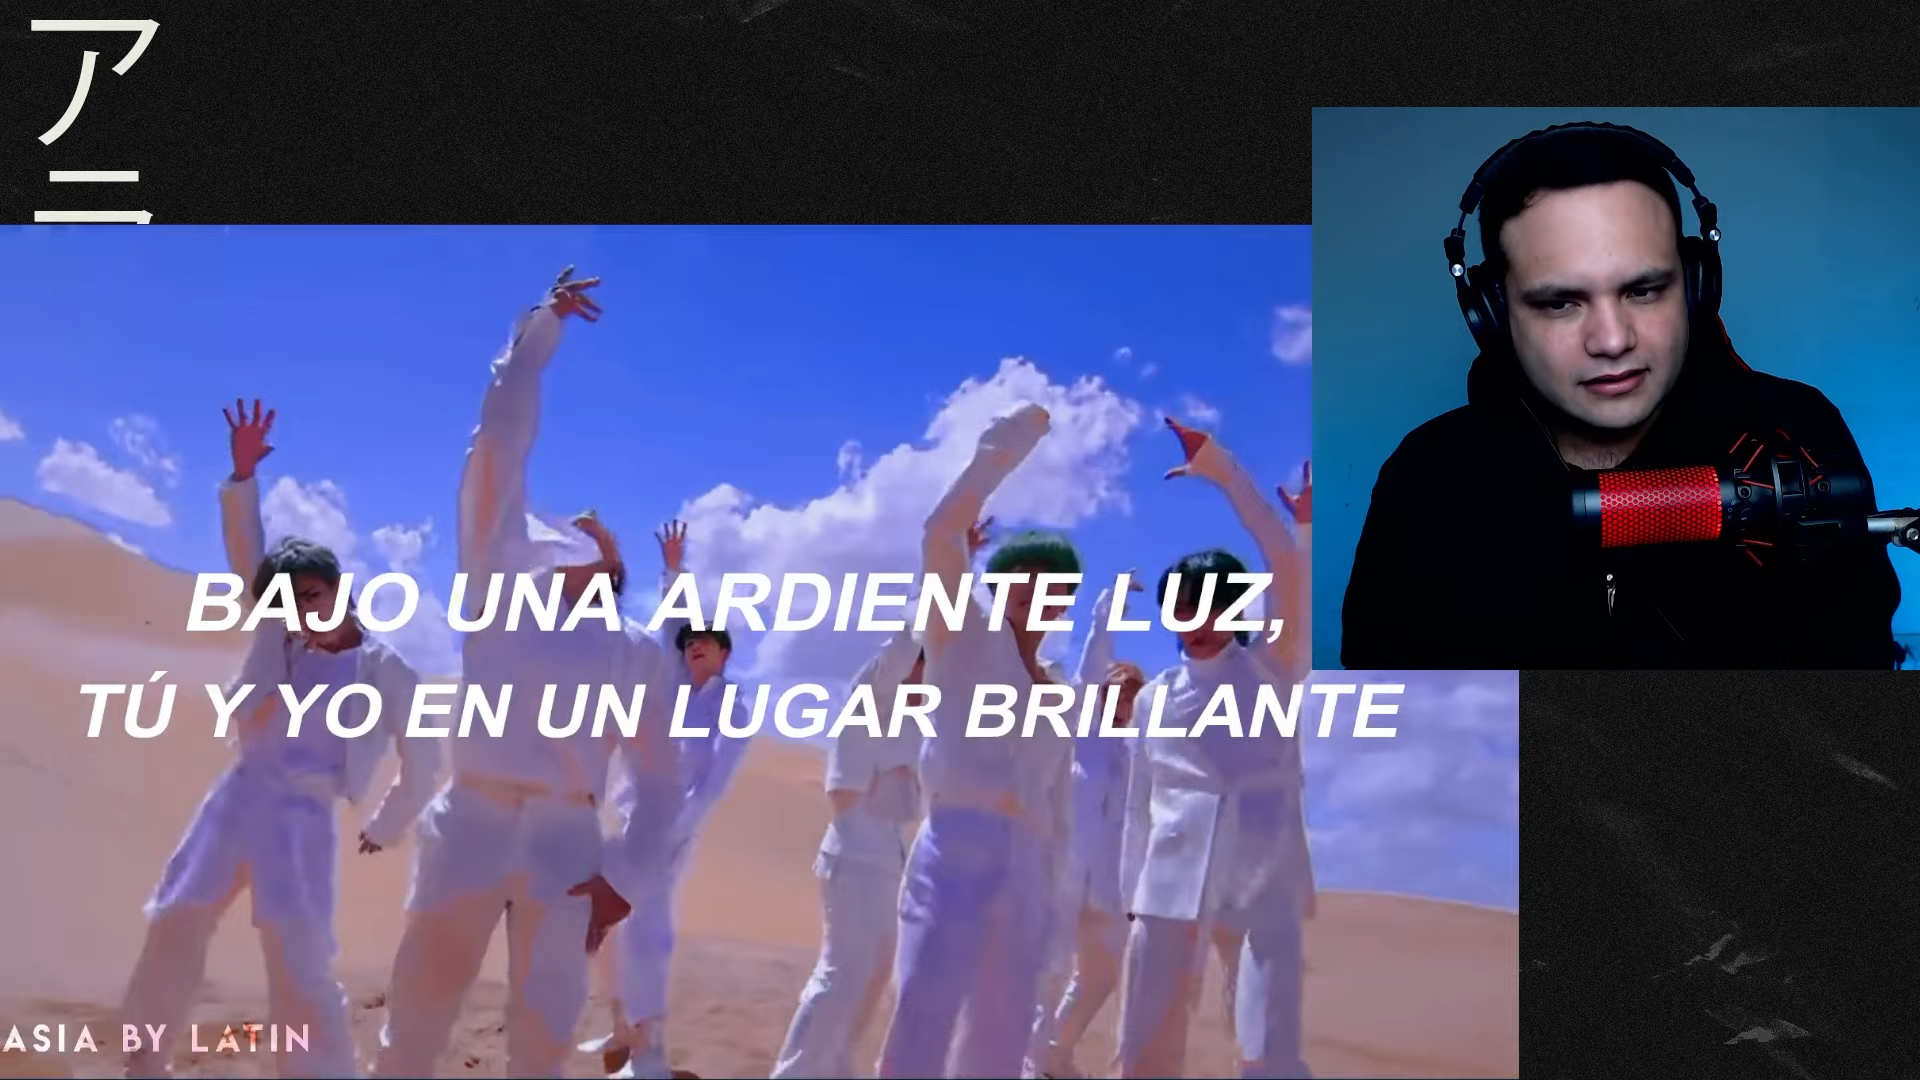 ア
BAJO UNA ARDIENTE LUZ,
TÚ Y YO EN UN LUGAR BRILLANTE
ASIA BY LATIN